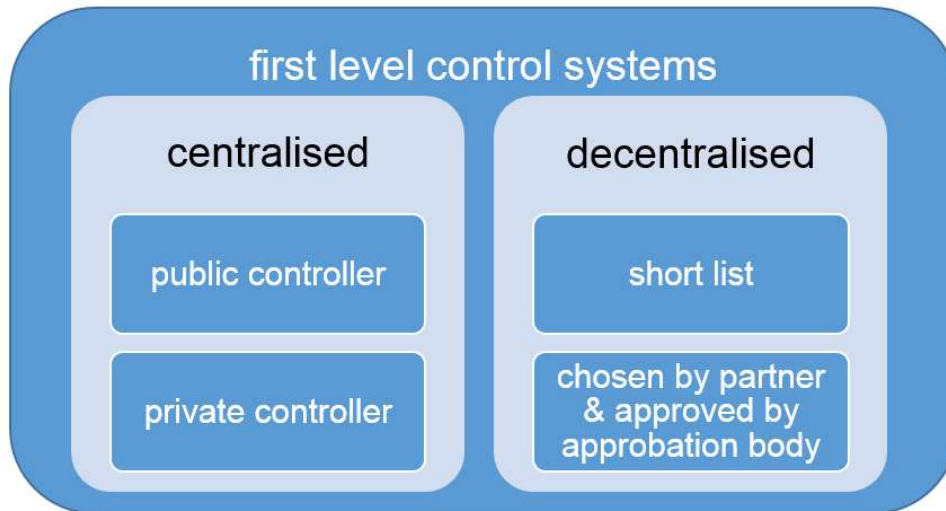 first level control systems
centralised
public controller
private controller
decentralised
short list
chosen by partner
& approved by
approbation body